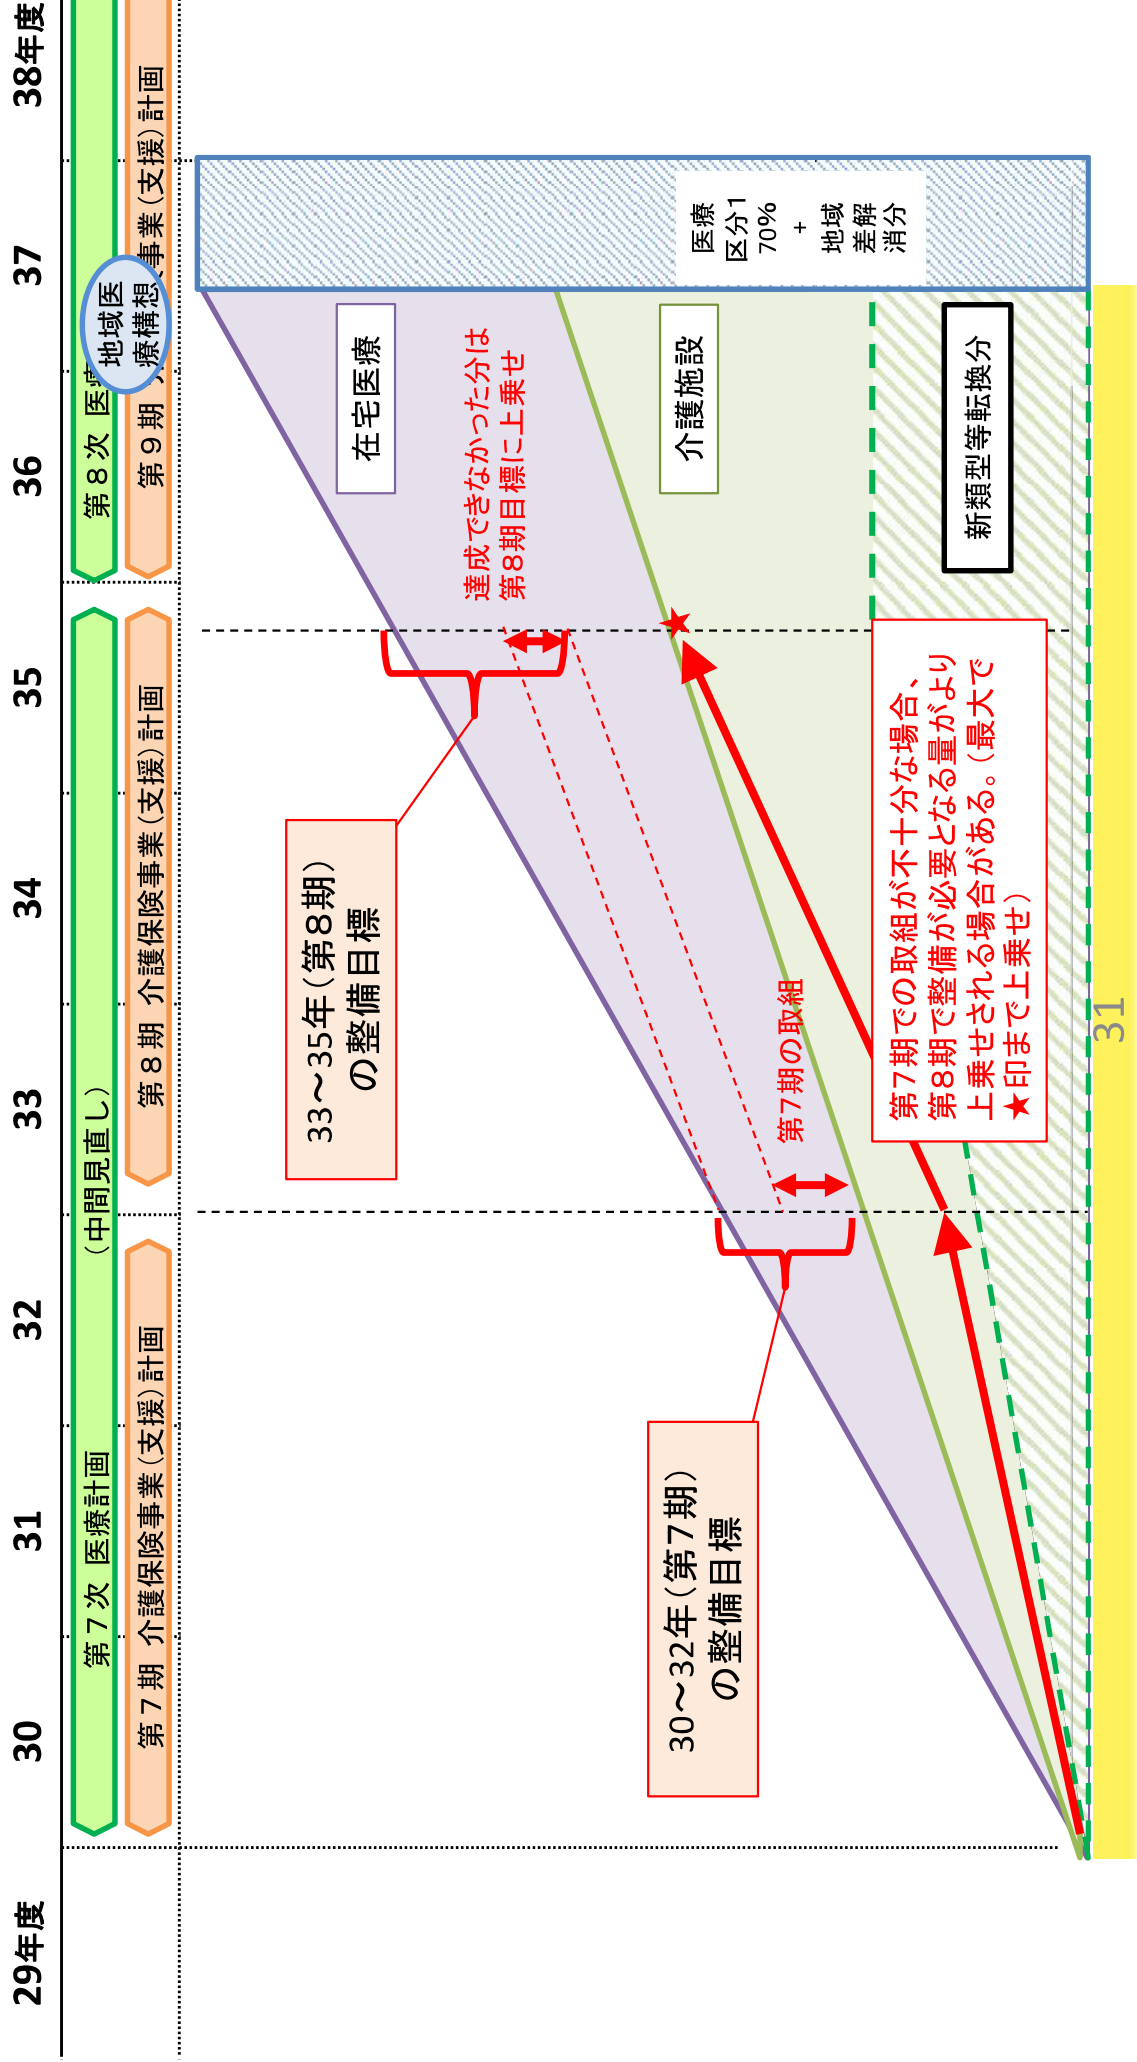 29年度
30
31
32
33
34
35
36
37
38年度
第7次 医療計画
（中間見直し）
第8次 医療
第7期 介護保険事業（支援）計画
第8期 介護保険事業（支援）計画
第9期
事業（支援）計画
地域医
療構想
在宅医療
達成できなかった分は
第8期目標に上乗せ
介護施設
新類型等転換分
医療
区分1
70%
+
地域
差解
消分
33～35年（第8期）
の整備目標
30～32年（第7期）
の整備目標
第7期の取組
第7期での取組が不十分な場合、
第8期で整備が必要となる量がより
上乗せされる場合がある。（最大で
★印まで上乗せ）
31